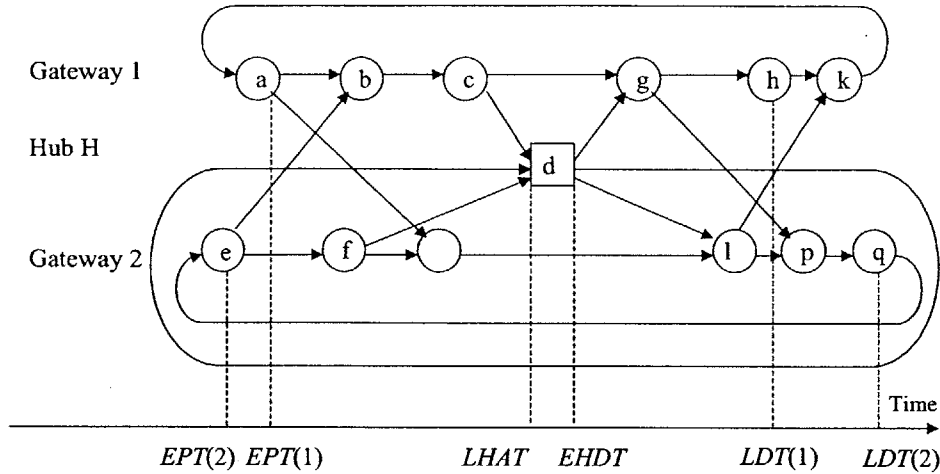 Gateway 1
a b c g h k
Hub H
d
Gateway 2
e f l p q
Time
EPT(2) EPT(1) LHAT EHDT LDT(1) LDT(2)